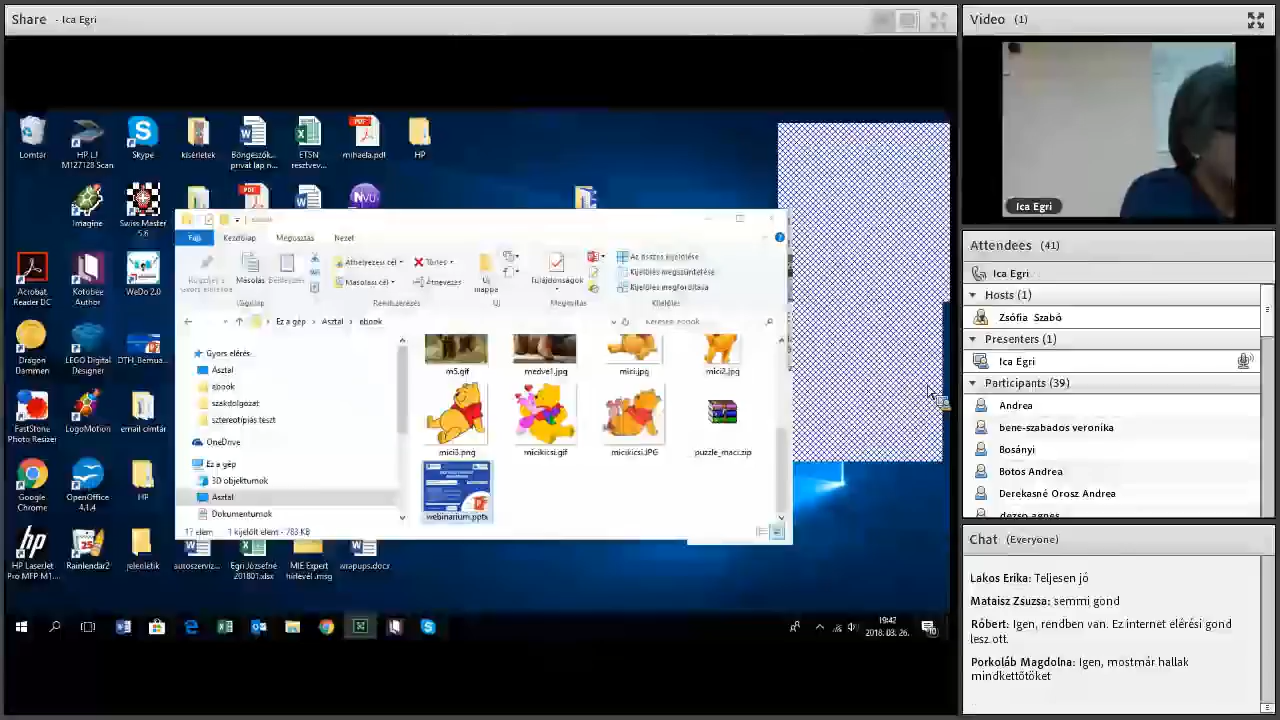 Share - Ica Egri
Video (1)
Ica Egri
Lomtár
HP LJ
M127128 Scan
Skype
kísérletek
Böngészők...
privát lap n...
ETSN
resztvev...
mihaela.pdf
HP
Imagine
Swiss Master
5.6
Acrobat
Reader DC
Kotobee
Author
WeDo 2.0
Dragon
Dammen
LEGO Digital
Designer
DTH_Bemua...
FastStone
Photo Resizer
LogoMotion
email címtár
Google
Chrome
OpenOffice
4.1.4
HP
HP LaserJet
Pro MFP M1...
Rainlendar2
jelenletik
autoszerviz...
Egri Józsefné
201801.xlsx
MIE Expert
hírlevél .msg
wrapups.docx
Fájl
Kezdőlap
Megosztás
Nézet
Másolás
Beillesztés
Áthelyezési cél
Másolási cél
Törlés
Átnevezés
Új
mappa
Tulajdonságok
Az összes kijelölése
Kijelölés megszüntetése
Kijelölés megfordítása
Vágólap
Rendszerezés
Új
Megnyitás
Kijelölés
Ez a gép
Asztal
ebook
Gyors elérés
Asztal
ebook
szakdolgozat
sztereotípiás teszt
OneDrive
Ez a gép
3D objektumok
Asztal
Dokumentumok
m5.gif
medve1.jpg
mici.jpg
mici2.jpg
mici3.png
micikicsi.gif
micikicsi.JPG
puzzle_maci.zip
webinarium.pptx
17 elem
1 kijelölt elem - 783 KB
19:42
2018. 03. 26.
Attendees (41)
Ica Egri
Hosts (1)
Zsófia Szabó
Presenters (1)
Ica Egri
Participants (39)
Andrea
bene-szabados veronika
Bosányi
Botos Andrea
Derekasné Orosz Andrea
dezso agnes
Chat (Everyone)
Lakos Erika: Teljesen jó
Mataisz Zsuzsa: semmi gond
Róbert: Igen, rendben van. Ez internet elérési gond
lesz ott.
Porkoláb Magdolna: Igen, mostmár hallak
mindkettőtöket